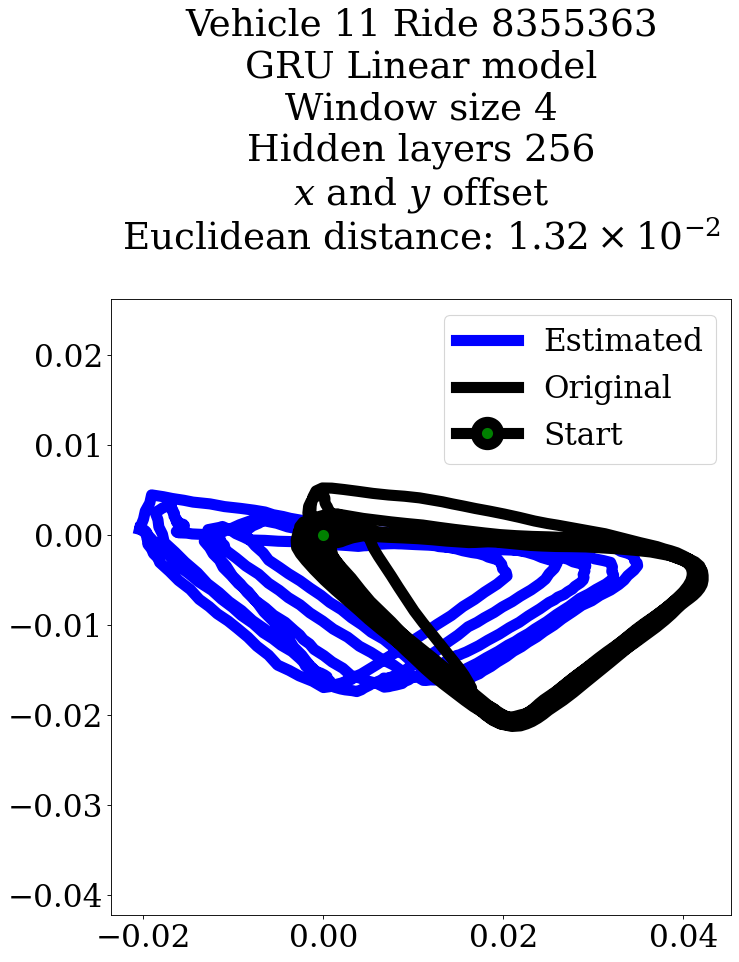 Vehicle 11 Ride 8355363
GRU Linear model
Window size 4
Hidden layers 256
x and y offset
Euclidean distance: 1.32 × 10⁻²
Estimated
Original
Start
0.02
0.01
0.00
−0.01
−0.02
−0.03
−0.04
−0.02 0.00 0.02 0.04